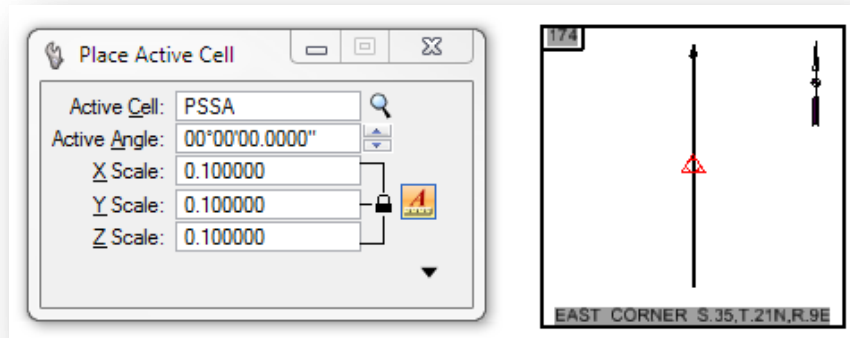 Place Active Cell
Active Cell: PSSA
Active Angle: 00°00'00.0000"
X Scale: 0.100000
Y Scale: 0.100000
Z Scale: 0.100000
A
174
EAST CORNER S.35,T.21N,R.9E